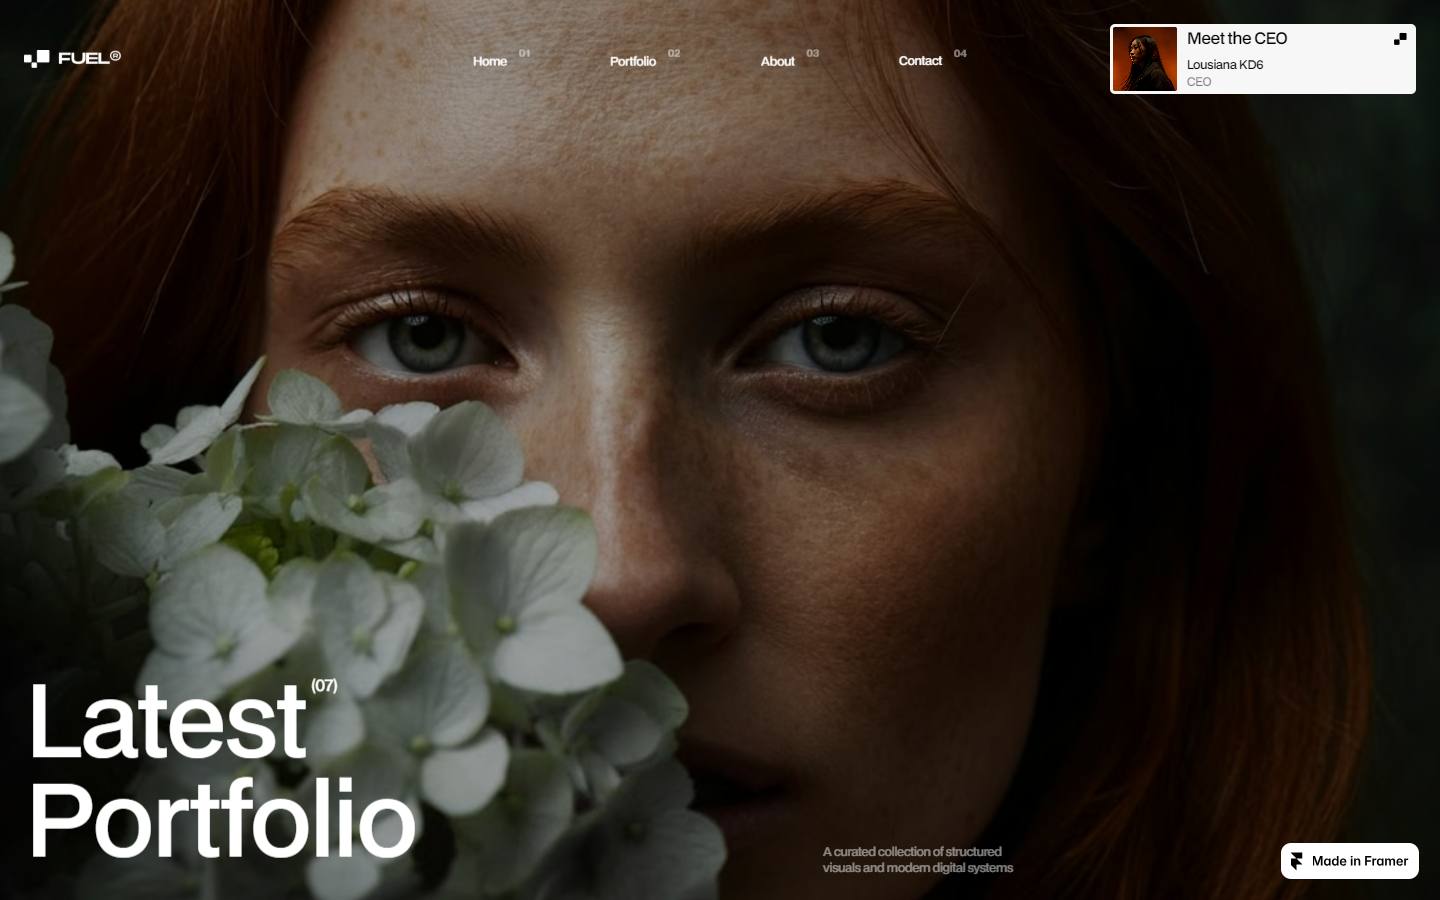 FUEL®
Home 01
Portfolio 02
About 03
Contact 04
Meet the CEO
Lousiana KD6
CEO
Latest (07)
Portfolio
A curated collection of structured
visuals and modern digital systems
Made in Framer